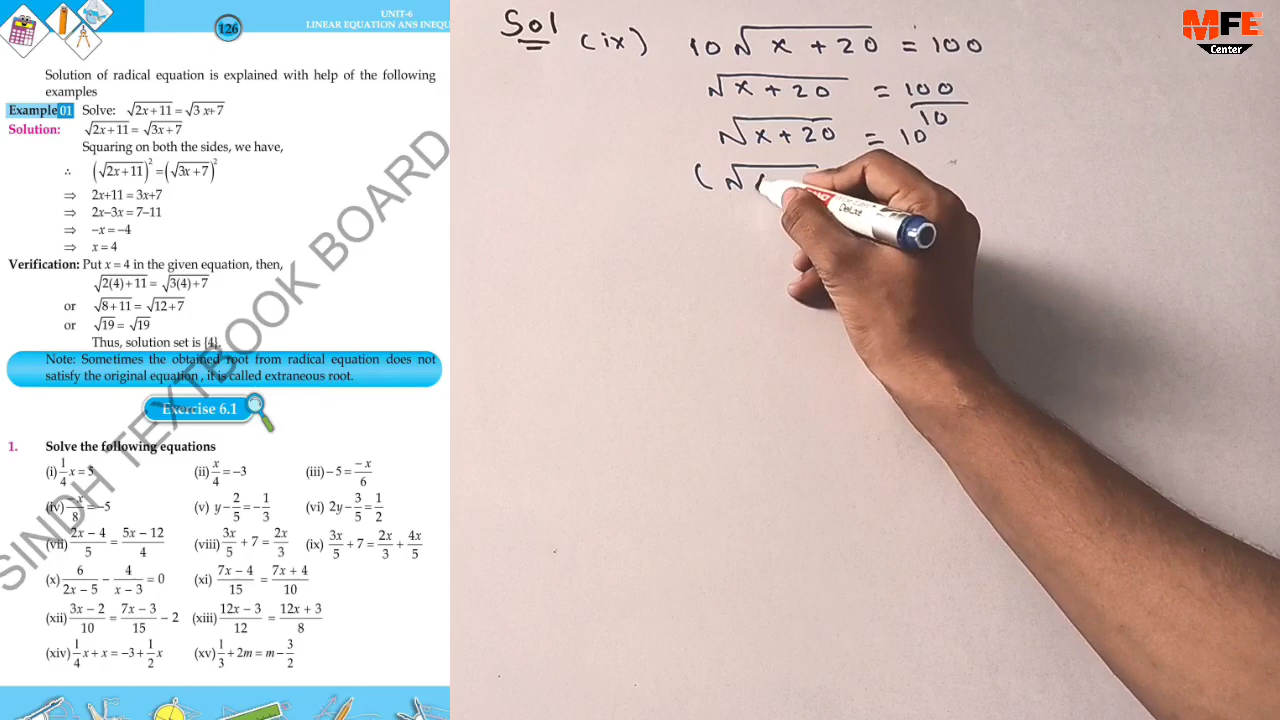 UNIT-6
126
LINEAR EQUATION ANS INEQU
Solution of radical equation is explained with help of the following
examples
Example 01 Solve: √(2x+11) = √(3 x+7)
Solution: √(2x+11) = √(3x+7)
Squaring on both the sides, we have,
∴ (√(2x+11))² = (√(3x+7))²
⇒ 2x+11 = 3x+7
⇒ 2x−3x = 7−11
⇒ −x = −4
⇒ x = 4
Verification: Put x = 4 in the given equation, then,
√(2(4)+11) = √(3(4)+7)
or √(8+11) = √(12+7)
or √19 = √19
Thus, solution set is {4}.
Note: Sometimes the obtained root from radical equation does not
satisfy the original equation , it is called extraneous root.
Exercise 6.1
1. Solve the following equations
(i) 1/4 x = 5 (ii) x/4 = −3 (iii) −5 = −x/6
(iv) −x/8 = −5 (v) y − 2/5 = −1/3 (vi) 2y − 3/5 = 1/2
(vii) (2x − 4)/5 = (5x − 12)/4 (viii) 3x/5 + 7 = 2x/3 (ix) 3x/5 + 7 = 2x/3 + 4x/5
(x) 6/(2x − 5) − 4/(x − 3) = 0 (xi) (7x − 4)/15 = (7x + 4)/10
(xii) (3x − 2)/10 = (7x − 3)/15 − 2 (xiii) (12x − 3)/12 = (12x + 3)/8
(xiv) 1/4 x + x = −3 + 1/2 x (xv) 1/3 + 2m = m − 3/2
SINDH TEXTBOOK BOARD
Sol (ix) 10√(x + 20) = 100
√(x + 20) = 100/10
√(x + 20) = 10
(√
Deluxe
MFE
Center